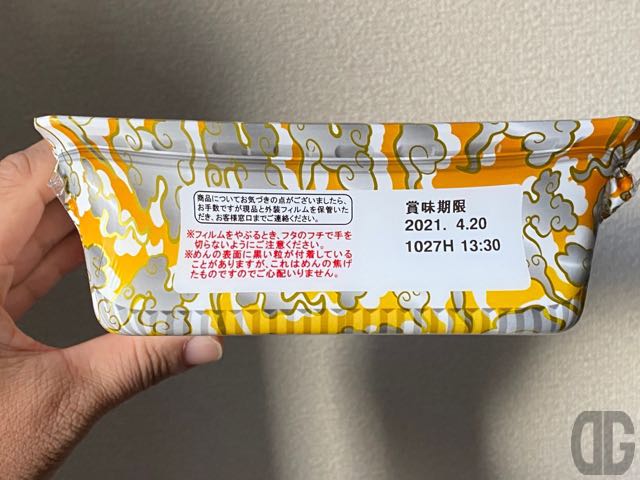 商品についてお気づきの点がございましたら、
お手数ですが現品と外装フィルムを保管いた
だき、お客様窓口までご連絡ください。
※フィルムをやぶるとき、フタのフチで手を
切らないようにご注意ください。
※めんの表面に黒い粒が付着している
ことがありますが、これはめんの焦げ
たものですのでご心配いりません。
賞味期限
2021. 4.20
1027H 13:30
DG